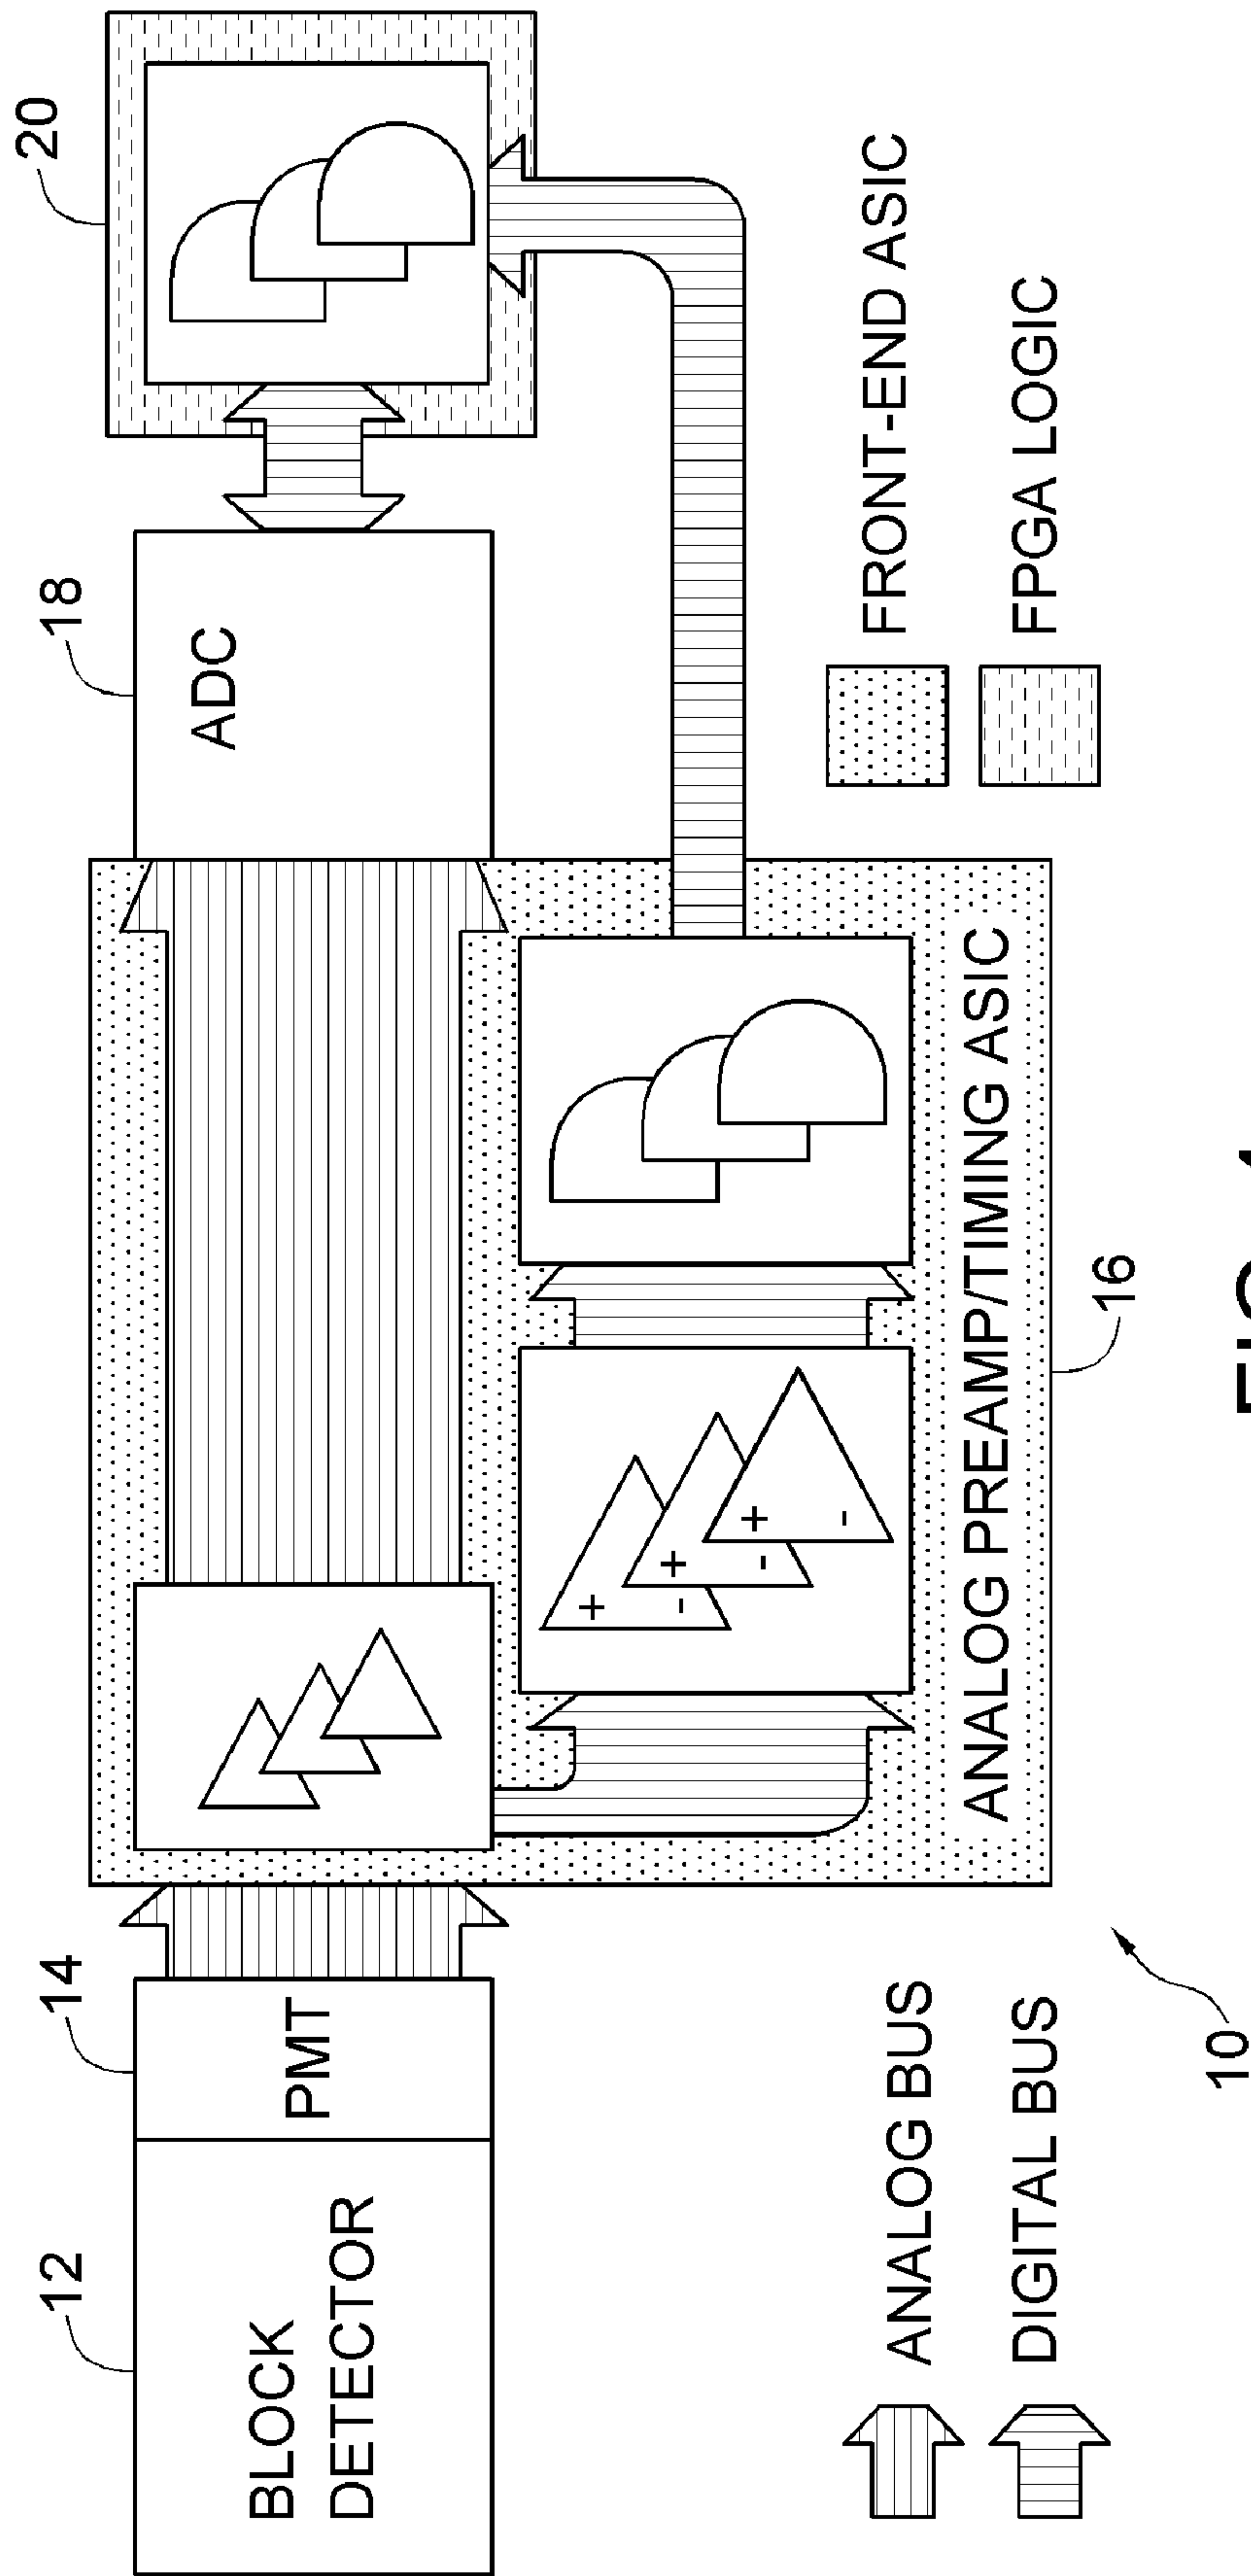 12
14
18
20
BLOCK
DETECTOR
PMT
ADC
+
-
+
-
+
-
ANALOG PREAMP/TIMING ASIC
16
ANALOG BUS
DIGITAL BUS
FRONT-END ASIC
FPGA LOGIC
10